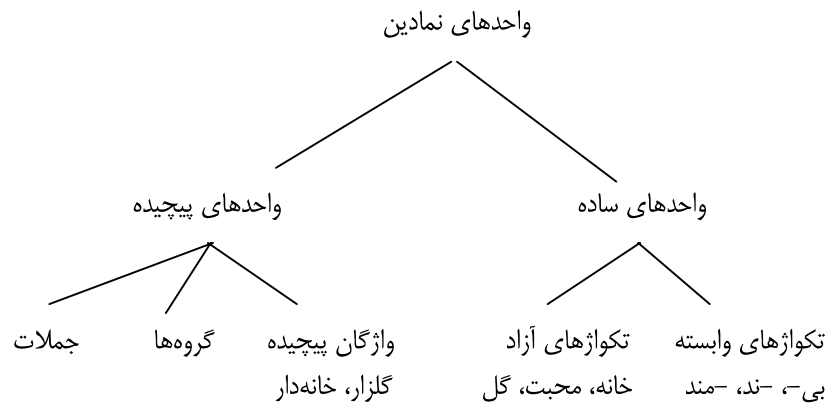 واحدهای نمادین
واحدهای ساده
واحدهای پیچیده
تکواژهای وابسته
بی–، –ند، –مند
تکواژهای آزاد
خانه، محبت، گل
واژگان پیچیده
گلزار، خانه‌دار
گروه‌ها
جملات